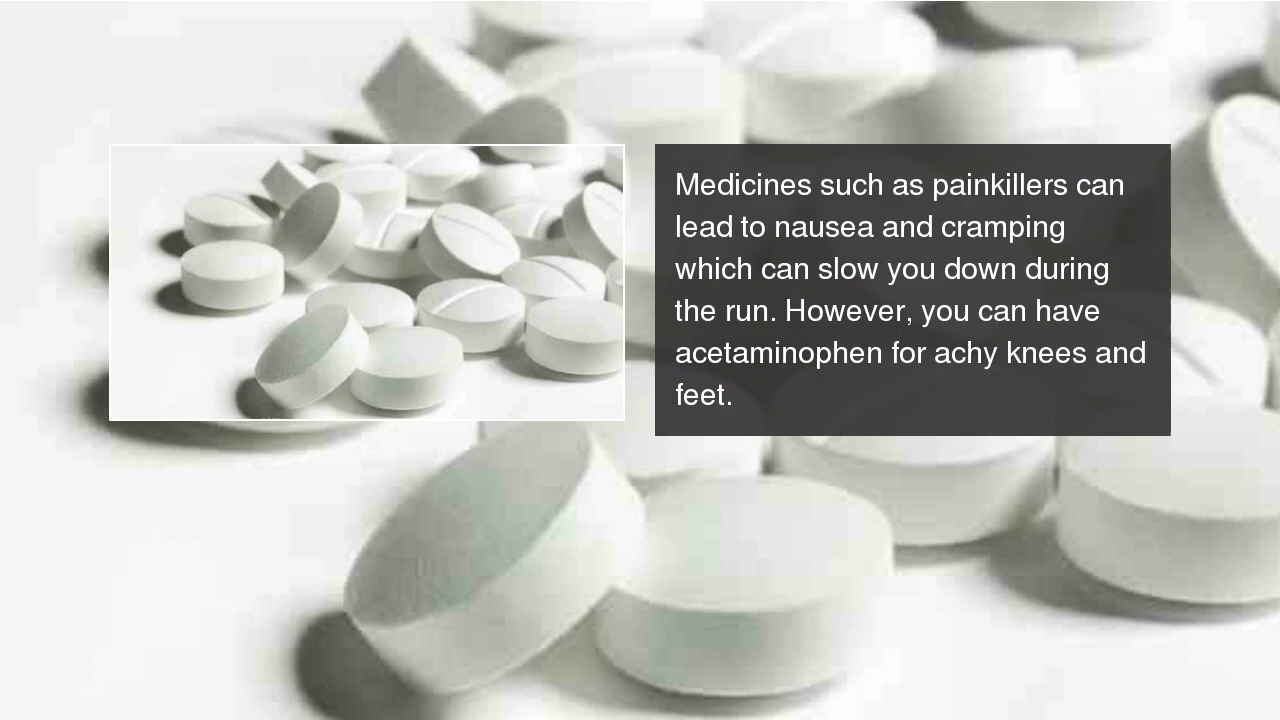 Medicines such as painkillers can
lead to nausea and cramping
which can slow you down during
the run. However, you can have
acetaminophen for achy knees and
feet.